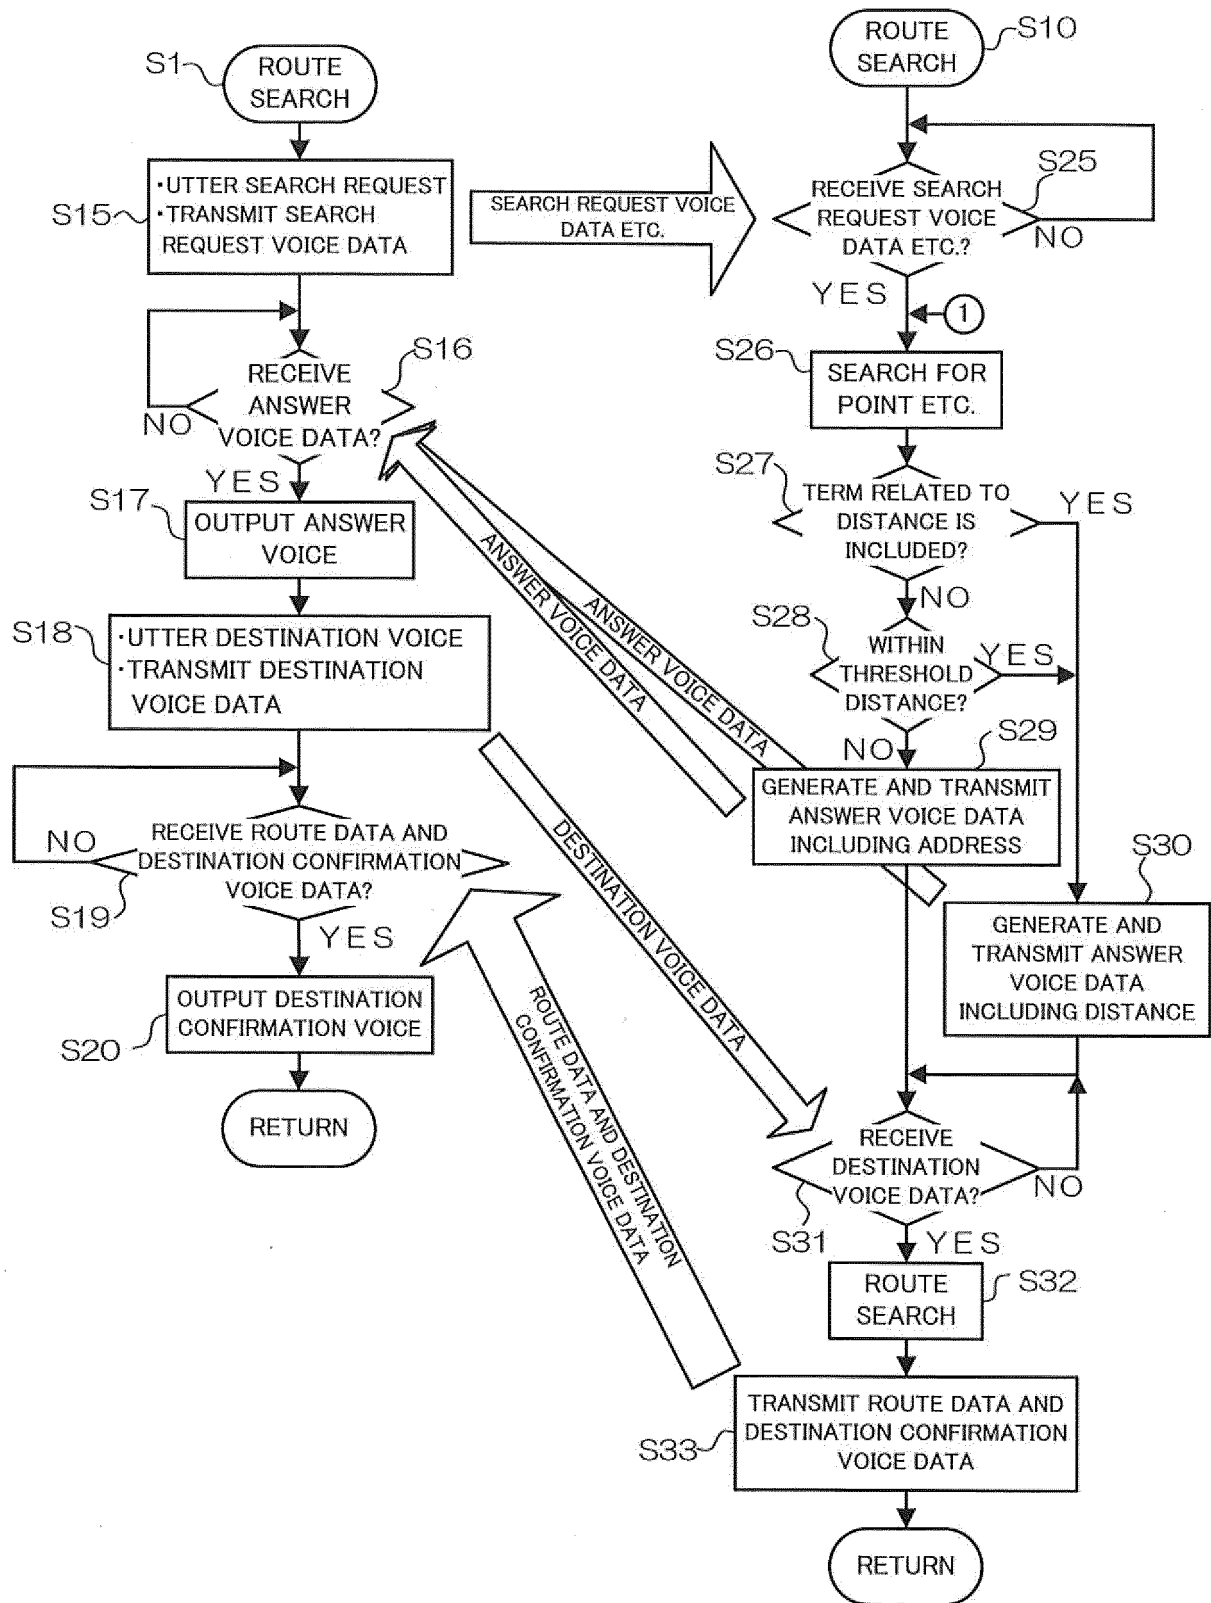 S1
ROUTE
SEARCH
S15
・UTTER SEARCH REQUEST
・TRANSMIT SEARCH
REQUEST VOICE DATA
SEARCH REQUEST VOICE
DATA ETC.
S16
RECEIVE
ANSWER
VOICE DATA?
NO
YES
S17
OUTPUT ANSWER
VOICE
S18
・UTTER DESTINATION VOICE
・TRANSMIT DESTINATION
VOICE DATA
RECEIVE ROUTE DATA AND
DESTINATION CONFIRMATION
VOICE DATA?
NO
S19
YES
OUTPUT DESTINATION
CONFIRMATION VOICE
S20
RETURN
ANSWER VOICE DATA
ANSWER VOICE DATA
DESTINATION VOICE DATA
ROUTE DATA AND DESTINATION
CONFIRMATION VOICE DATA
ROUTE
SEARCH
S10
S25
RECEIVE SEARCH
REQUEST VOICE
DATA ETC.?
NO
YES
1
S26
SEARCH FOR
POINT ETC.
S27
TERM RELATED TO
DISTANCE IS
INCLUDED?
YES
NO
S28
WITHIN
THRESHOLD
DISTANCE?
YES
NO
S29
GENERATE AND TRANSMIT
ANSWER VOICE DATA
INCLUDING ADDRESS
S30
GENERATE AND
TRANSMIT ANSWER
VOICE DATA
INCLUDING DISTANCE
RECEIVE
DESTINATION
VOICE DATA?
NO
S31
YES
ROUTE
SEARCH
S32
TRANSMIT ROUTE DATA AND
DESTINATION CONFIRMATION
VOICE DATA
S33
RETURN